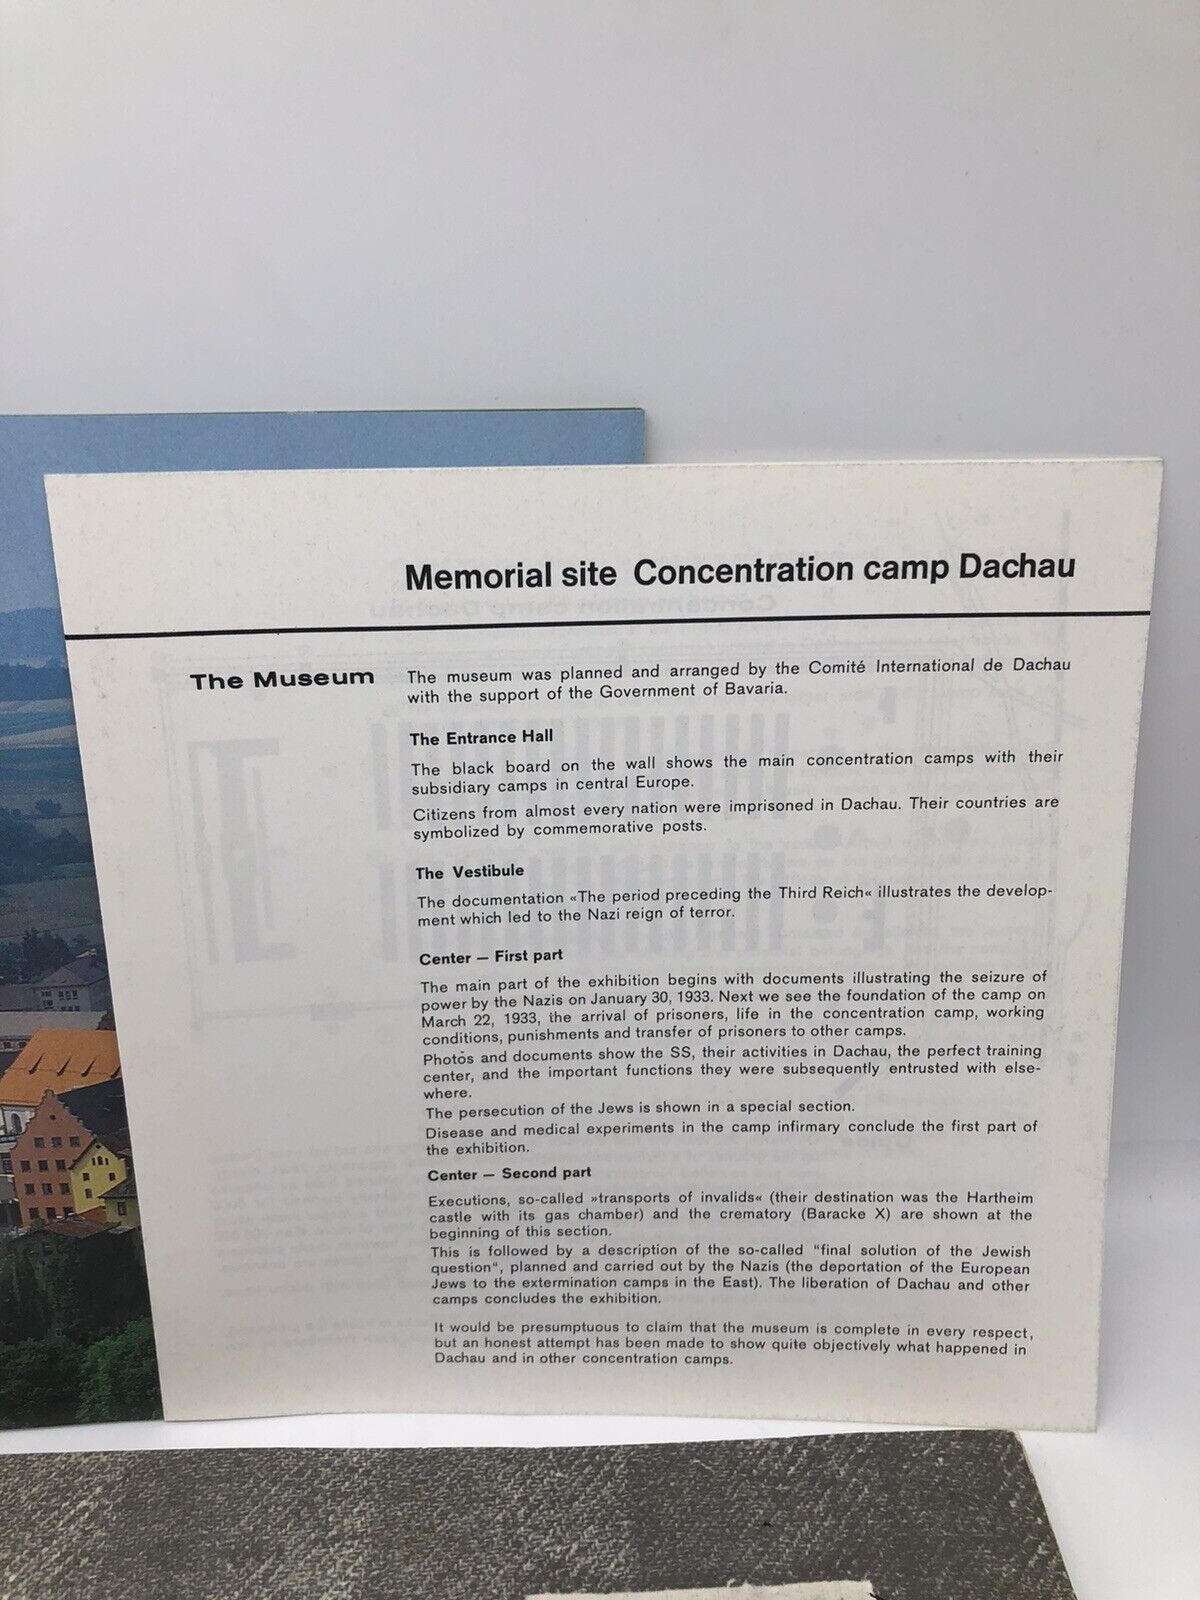 Memorial site Concentration camp Dachau
The Museum
The museum was planned and arranged by the Comité International de Dachau
with the support of the Government of Bavaria.
The Entrance Hall
The black board on the wall shows the main concentration camps with their
subsidiary camps in central Europe.
Citizens from almost every nation were imprisoned in Dachau. Their countries are
symbolized by commemorative posts.
The Vestibule
The documentation «The period preceding the Third Reich« illustrates the develop-
ment which led to the Nazi reign of terror.
Center – First part
The main part of the exhibition begins with documents illustrating the seizure of
power by the Nazis on January 30, 1933. Next we see the foundation of the camp on
March 22, 1933, the arrival of prisoners, life in the concentration camp, working
conditions, punishments and transfer of prisoners to other camps.
Photos and documents show the SS, their activities in Dachau, the perfect training
center, and the important functions they were subsequently entrusted with else-
where.
The persecution of the Jews is shown in a special section.
Disease and medical experiments in the camp infirmary conclude the first part of
the exhibition.
Center – Second part
Executions, so-called »transports of invalids« (their destination was the Hartheim
castle with its gas chamber) and the crematory (Baracke X) are shown at the
beginning of this section.
This is followed by a description of the so-called "final solution of the Jewish
question", planned and carried out by the Nazis (the deportation of the European
Jews to the extermination camps in the East). The liberation of Dachau and other
camps concludes the exhibition.
It would be presumptuous to claim that the museum is complete in every respect,
but an honest attempt has been made to show quite objectively what happened in
Dachau and in other concentration camps.